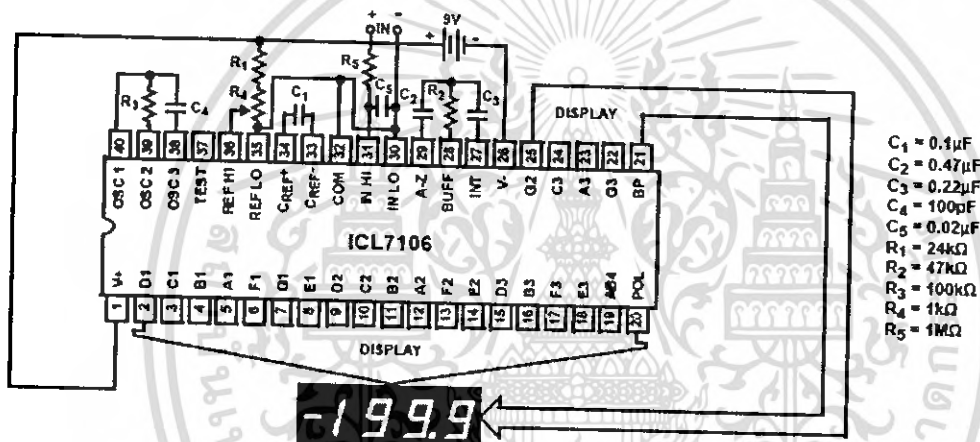 + -
IN
9V
+ -
R1
R5
R4
R3
C4
C1
C5
C2
R2
C3
DISPLAY
40 39 38 37 36 35 34 33 32 31 30 29 28 27 26 25 24 23 22 21
OSC 1 OSC 2 OSC 3 TEST REF HI REF LO CREF+ CREF- COM IN HI IN LO A-Z BUFF INT V- G2 C3 A3 G3 BP
ICL7106
V+ D1 C1 B1 A1 F1 G1 E1 D2 C2 B2 A2 F2 E2 D3 B3 F3 E3 AB4 POL
1 2 3 4 5 6 7 8 9 10 11 12 13 14 15 16 17 18 19 20
DISPLAY
-199.9
C1 = 0.1μF
C2 = 0.47μF
C3 = 0.22μF
C4 = 100pF
C5 = 0.02μF
R1 = 24kΩ
R2 = 47kΩ
R3 = 100kΩ
R4 = 1kΩ
R5 = 1MΩ